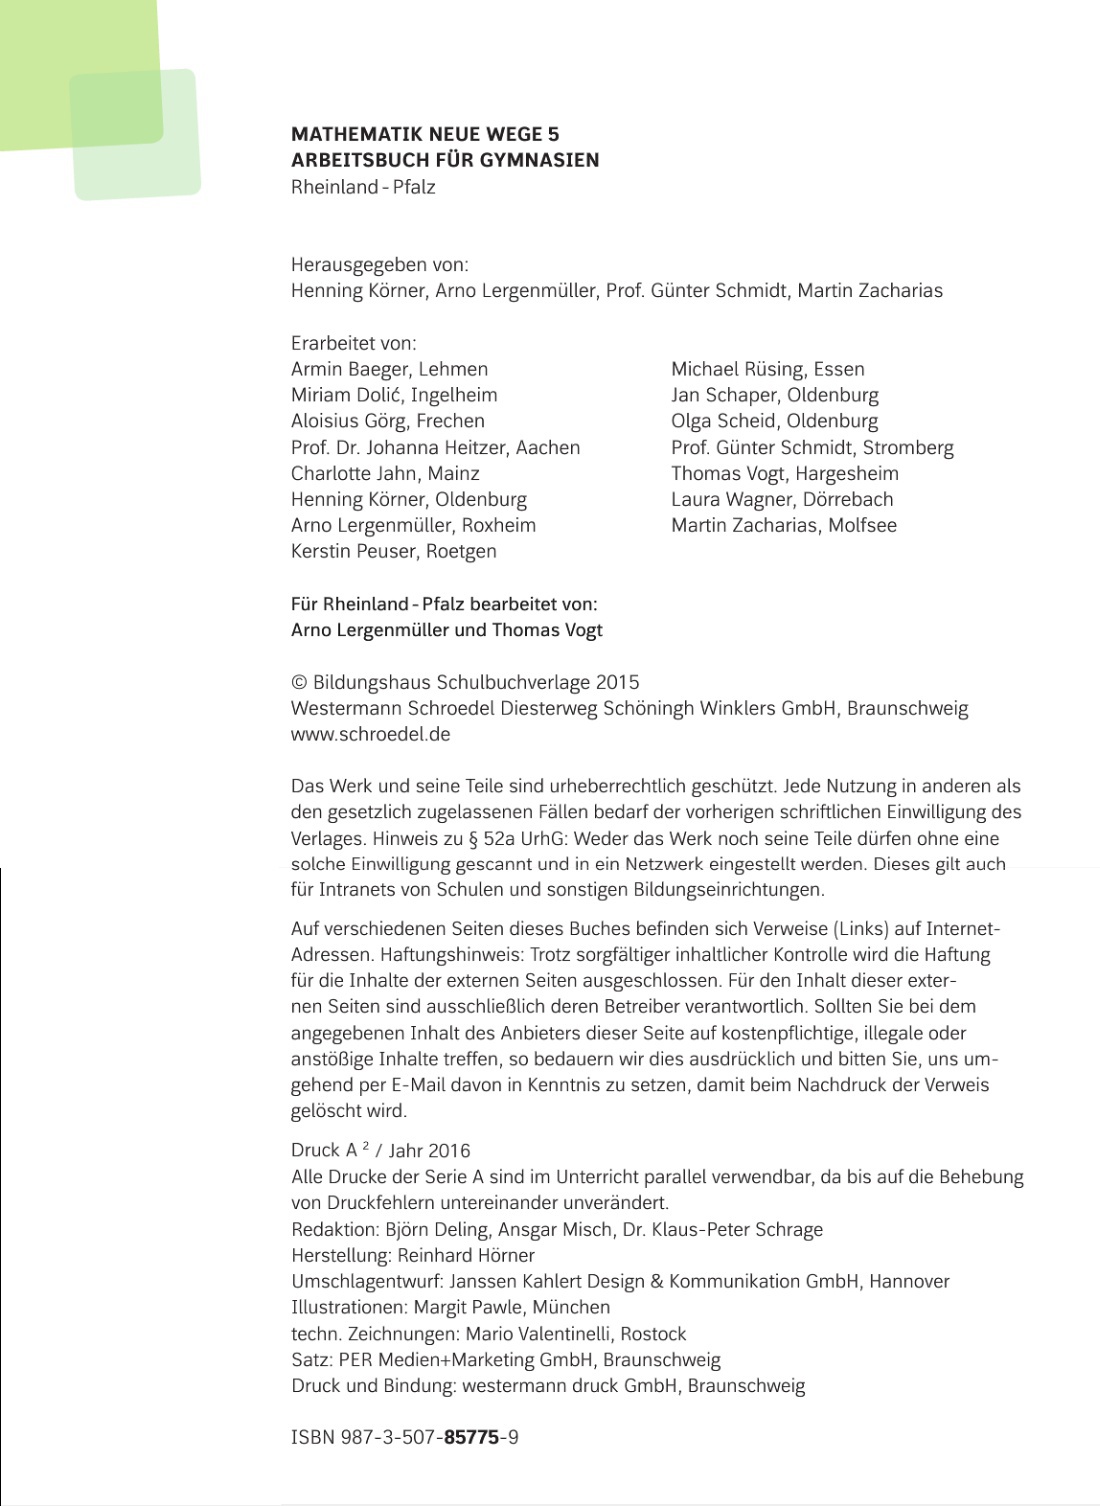 MATHEMATIK NEUE WEGE 5
ARBEITSBUCH FÜR GYMNASIEN
Rheinland-Pfalz
Herausgegeben von:
Henning Körner, Arno Lergenmüller, Prof. Günter Schmidt, Martin Zacharias
Erarbeitet von:
Armin Baeger, Lehmen
Miriam Dolić, Ingelheim
Aloisius Görg, Frechen
Prof. Dr. Johanna Heitzer, Aachen
Charlotte Jahn, Mainz
Henning Körner, Oldenburg
Arno Lergenmüller, Roxheim
Kerstin Peuser, Roetgen
Michael Rüsing, Essen
Jan Schaper, Oldenburg
Olga Scheid, Oldenburg
Prof. Günter Schmidt, Stromberg
Thomas Vogt, Hargesheim
Laura Wagner, Dörrebach
Martin Zacharias, Molfsee
Für Rheinland-Pfalz bearbeitet von:
Arno Lergenmüller und Thomas Vogt
© Bildungshaus Schulbuchverlage 2015
Westermann Schroedel Diesterweg Schöningh Winklers GmbH, Braunschweig
www.schroedel.de
Das Werk und seine Teile sind urheberrechtlich geschützt. Jede Nutzung in anderen als
den gesetzlich zugelassenen Fällen bedarf der vorherigen schriftlichen Einwilligung des
Verlages. Hinweis zu § 52a UrhG: Weder das Werk noch seine Teile dürfen ohne eine
solche Einwilligung gescannt und in ein Netzwerk eingestellt werden. Dieses gilt auch
für Intranets von Schulen und sonstigen Bildungseinrichtungen.
Auf verschiedenen Seiten dieses Buches befinden sich Verweise (Links) auf Internet-
Adressen. Haftungshinweis: Trotz sorgfältiger inhaltlicher Kontrolle wird die Haftung
für die Inhalte der externen Seiten ausgeschlossen. Für den Inhalt dieser exter-
nen Seiten sind ausschließlich deren Betreiber verantwortlich. Sollten Sie bei dem
angegebenen Inhalt des Anbieters dieser Seite auf kostenpflichtige, illegale oder
anstößige Inhalte treffen, so bedauern wir dies ausdrücklich und bitten Sie, uns um-
gehend per E-Mail davon in Kenntnis zu setzen, damit beim Nachdruck der Verweis
gelöscht wird.
Druck A ² / Jahr 2016
Alle Drucke der Serie A sind im Unterricht parallel verwendbar, da bis auf die Behebung
von Druckfehlern untereinander unverändert.
Redaktion: Björn Deling, Ansgar Misch, Dr. Klaus-Peter Schrage
Herstellung: Reinhard Hörner
Umschlagentwurf: Janssen Kahlert Design & Kommunikation GmbH, Hannover
Illustrationen: Margit Pawle, München
techn. Zeichnungen: Mario Valentinelli, Rostock
Satz: PER Medien+Marketing GmbH, Braunschweig
Druck und Bindung: westermann druck GmbH, Braunschweig
ISBN 987-3-507-85775-9